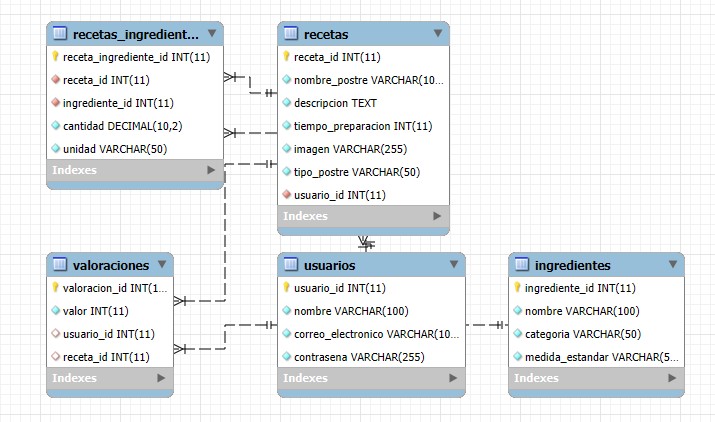 recetas_ingredient...
receta_ingrediente_id INT(11)
receta_id INT(11)
ingrediente_id INT(11)
cantidad DECIMAL(10,2)
unidad VARCHAR(50)
Indexes
recetas
receta_id INT(11)
nombre_postre VARCHAR(10...
descripcion TEXT
tiempo_preparacion INT(11)
imagen VARCHAR(255)
tipo_postre VARCHAR(50)
usuario_id INT(11)
Indexes
valoraciones
valoracion_id INT(1...
valor INT(11)
usuario_id INT(11)
receta_id INT(11)
Indexes
usuarios
usuario_id INT(11)
nombre VARCHAR(100)
correo_electronico VARCHAR(10...
contrasena VARCHAR(255)
Indexes
ingredientes
ingrediente_id INT(11)
nombre VARCHAR(100)
categoria VARCHAR(50)
medida_estandar VARCHAR(5...
Indexes